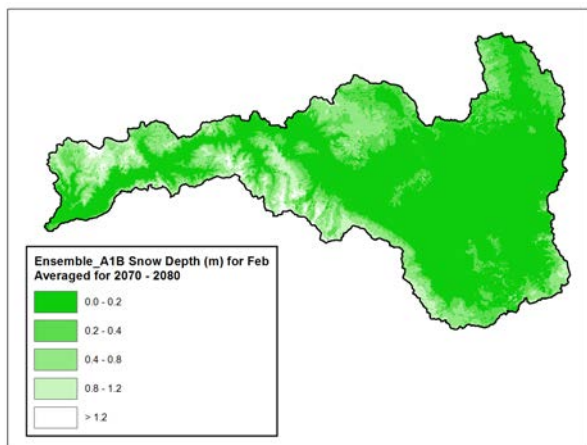 Ensemble_A1B Snow Depth (m) for Feb
Averaged for 2070 - 2080
0.0 - 0.2
0.2 - 0.4
0.4 - 0.8
0.8 - 1.2
> 1.2